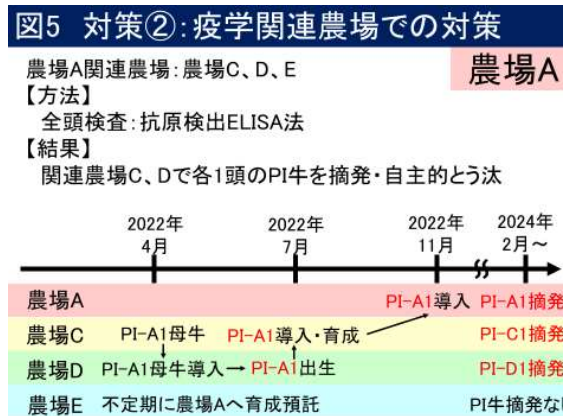 図5 対策②:疫学関連農場での対策
農場A関連農場:農場C、D、E
農場A
【方法】
全頭検査:抗原検出ELISA法
【結果】
関連農場C、Dで各1頭のPI牛を摘発・自主的とう汰
2022年4月
2022年7月
2022年11月
2024年2月~
農場A PI-A1導入 PI-A1摘発
農場C PI-A1母牛 PI-A1導入・育成 PI-C1摘発
農場D PI-A1母牛導入→PI-A1出生 PI-D1摘発
農場E 不定期に農場Aへ育成預託 PI牛摘発な